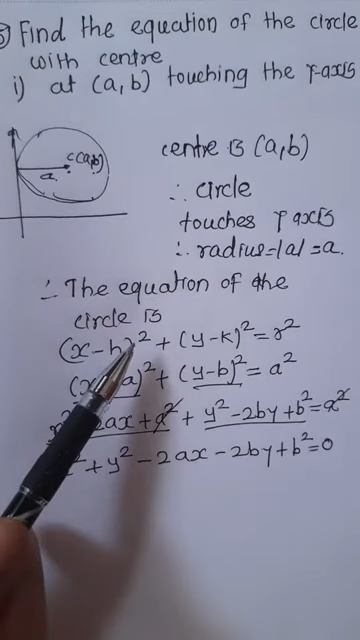 5) Find the equation of the circle
with centre
i) at (a,b) touching the Y-axis
C(a,b)
a
centre is (a,b)
∴ circle
touches Y axis
∴ radius=|a|=a.
∴ The equation of the
circle is
(x-h)²+(y-k)²=r²
a)²+(y-b)²=a²
2ax+a²+y²-2by+b²=a²
²+y²-2ax-2by+b²=0